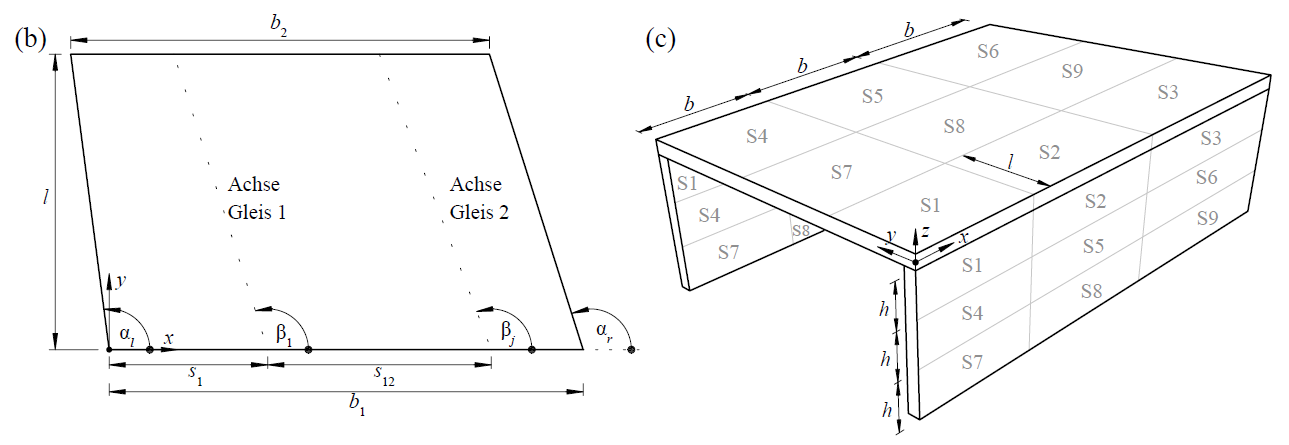 (b)
b2
l
Achse
Gleis 1
Achse
Gleis 2
y
αl
x
β1
βj
αr
s1
s12
b1
(c)
b
b
b
S6
S9
S3
S5
S8
S2
S4
S7
S1
l
S1
S4
S7
S8
y
z
x
S3
S2
S6
S1
S5
S9
S4
S8
S7
h
h
h